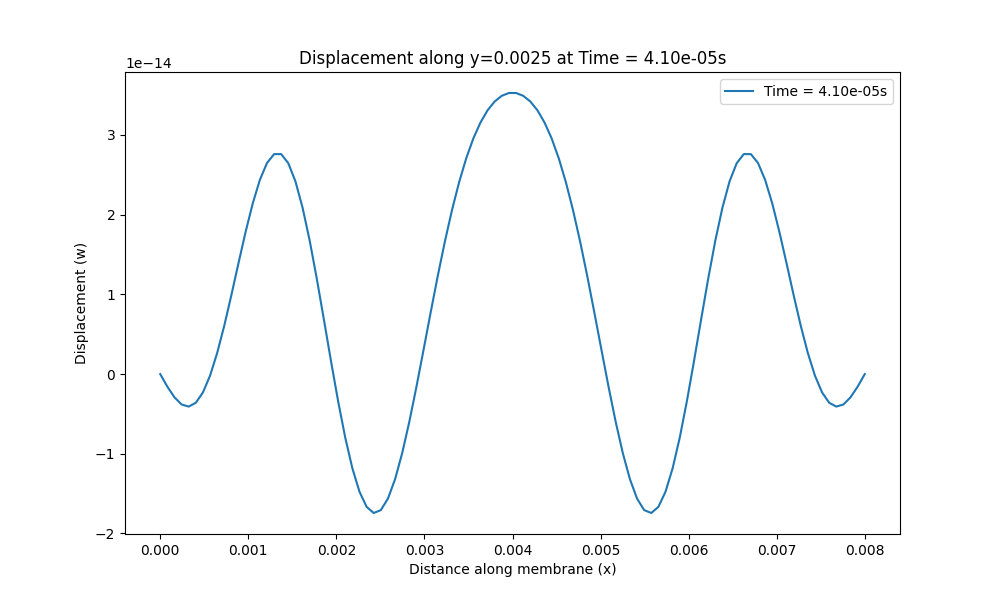 Displacement along y=0.0025 at Time = 4.10e-05s
1e−14
Time = 4.10e-05s
3
2
1
0
−1
−2
Displacement (w)
0.000 0.001 0.002 0.003 0.004 0.005 0.006 0.007 0.008
Distance along membrane (x)